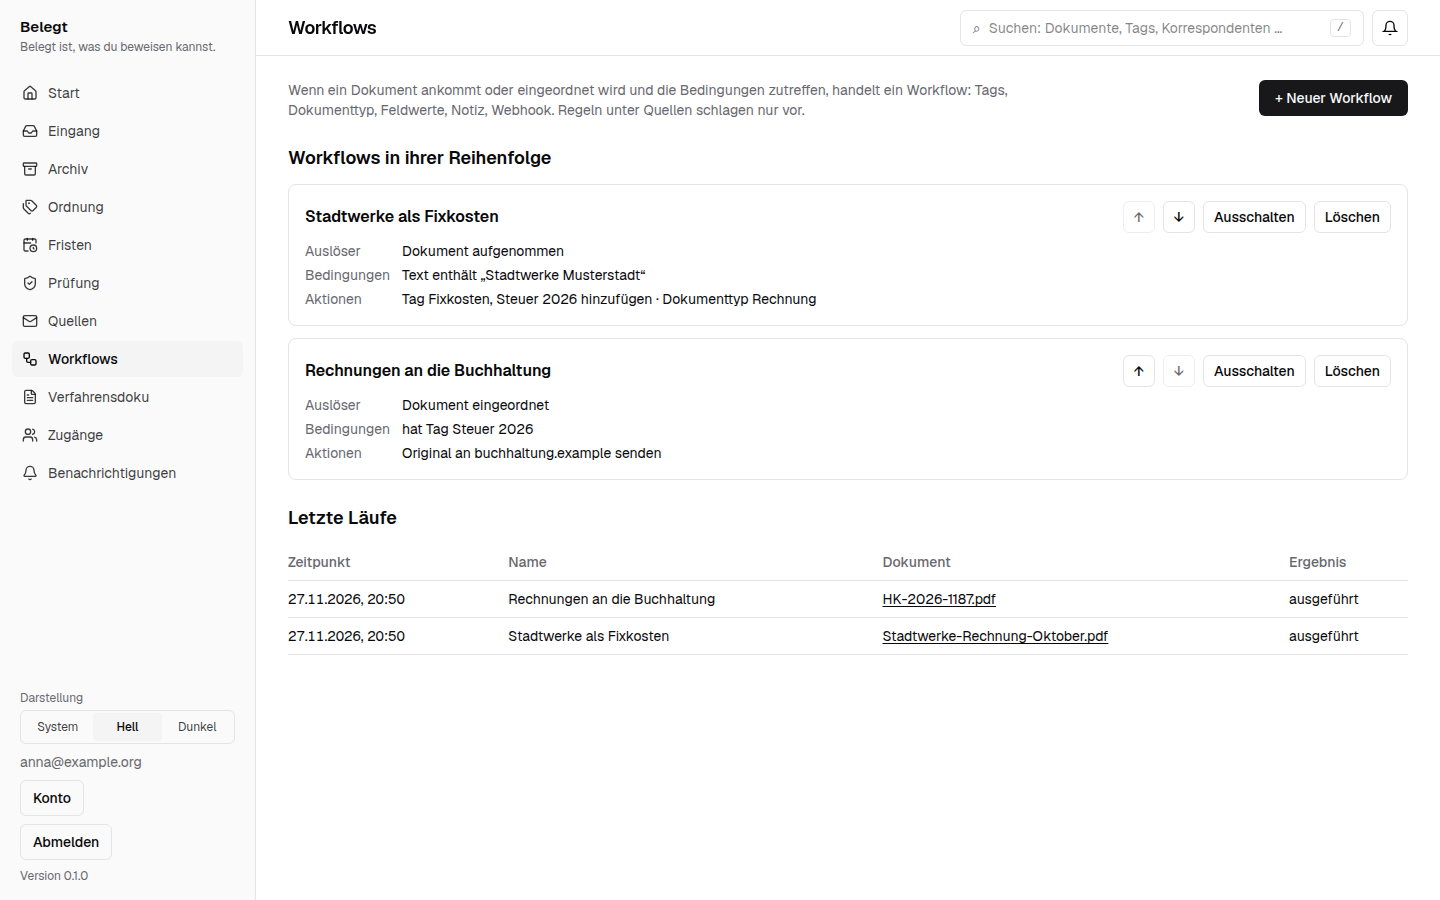 Belegt
Belegt ist, was du beweisen kannst.
Start
Eingang
Archiv
Ordnung
Fristen
Prüfung
Quellen
Workflows
Verfahrensdoku
Zugänge
Benachrichtigungen
Darstellung
System Hell Dunkel
anna@example.org
Konto
Abmelden
Version 0.1.0
Workflows
Suchen: Dokumente, Tags, Korrespondenten … /
Wenn ein Dokument ankommt oder eingeordnet wird und die Bedingungen zutreffen, handelt ein Workflow: Tags,
Dokumenttyp, Feldwerte, Notiz, Webhook. Regeln unter Quellen schlagen nur vor.
+ Neuer Workflow
Workflows in ihrer Reihenfolge
Stadtwerke als Fixkosten ↑ ↓ Ausschalten Löschen
Auslöser Dokument aufgenommen
Bedingungen Text enthält „Stadtwerke Musterstadt“
Aktionen Tag Fixkosten, Steuer 2026 hinzufügen · Dokumenttyp Rechnung
Rechnungen an die Buchhaltung ↑ ↓ Ausschalten Löschen
Auslöser Dokument eingeordnet
Bedingungen hat Tag Steuer 2026
Aktionen Original an buchhaltung.example senden
Letzte Läufe
Zeitpunkt Name Dokument Ergebnis
27.11.2026, 20:50 Rechnungen an die Buchhaltung HK-2026-1187.pdf ausgeführt
27.11.2026, 20:50 Stadtwerke als Fixkosten Stadtwerke-Rechnung-Oktober.pdf ausgeführt